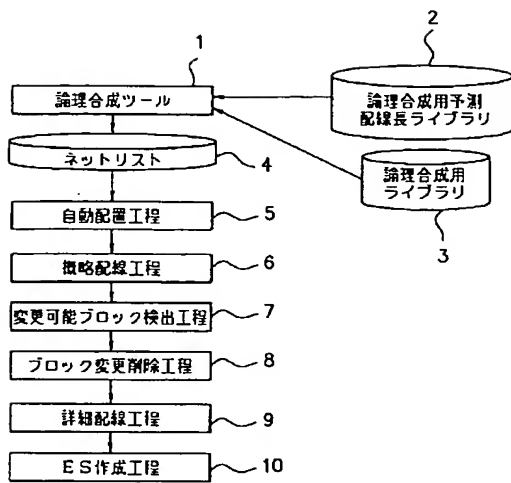 1
論理合成ツール
2
論理合成用予測
配線長ライブラリ
論理合成用
ライブラリ
3
ネットリスト
4
自動配置工程
5
概略配線工程
6
変更可能ブロック検出工程
7
ブロック変更削除工程
8
詳細配線工程
9
ES作成工程
10